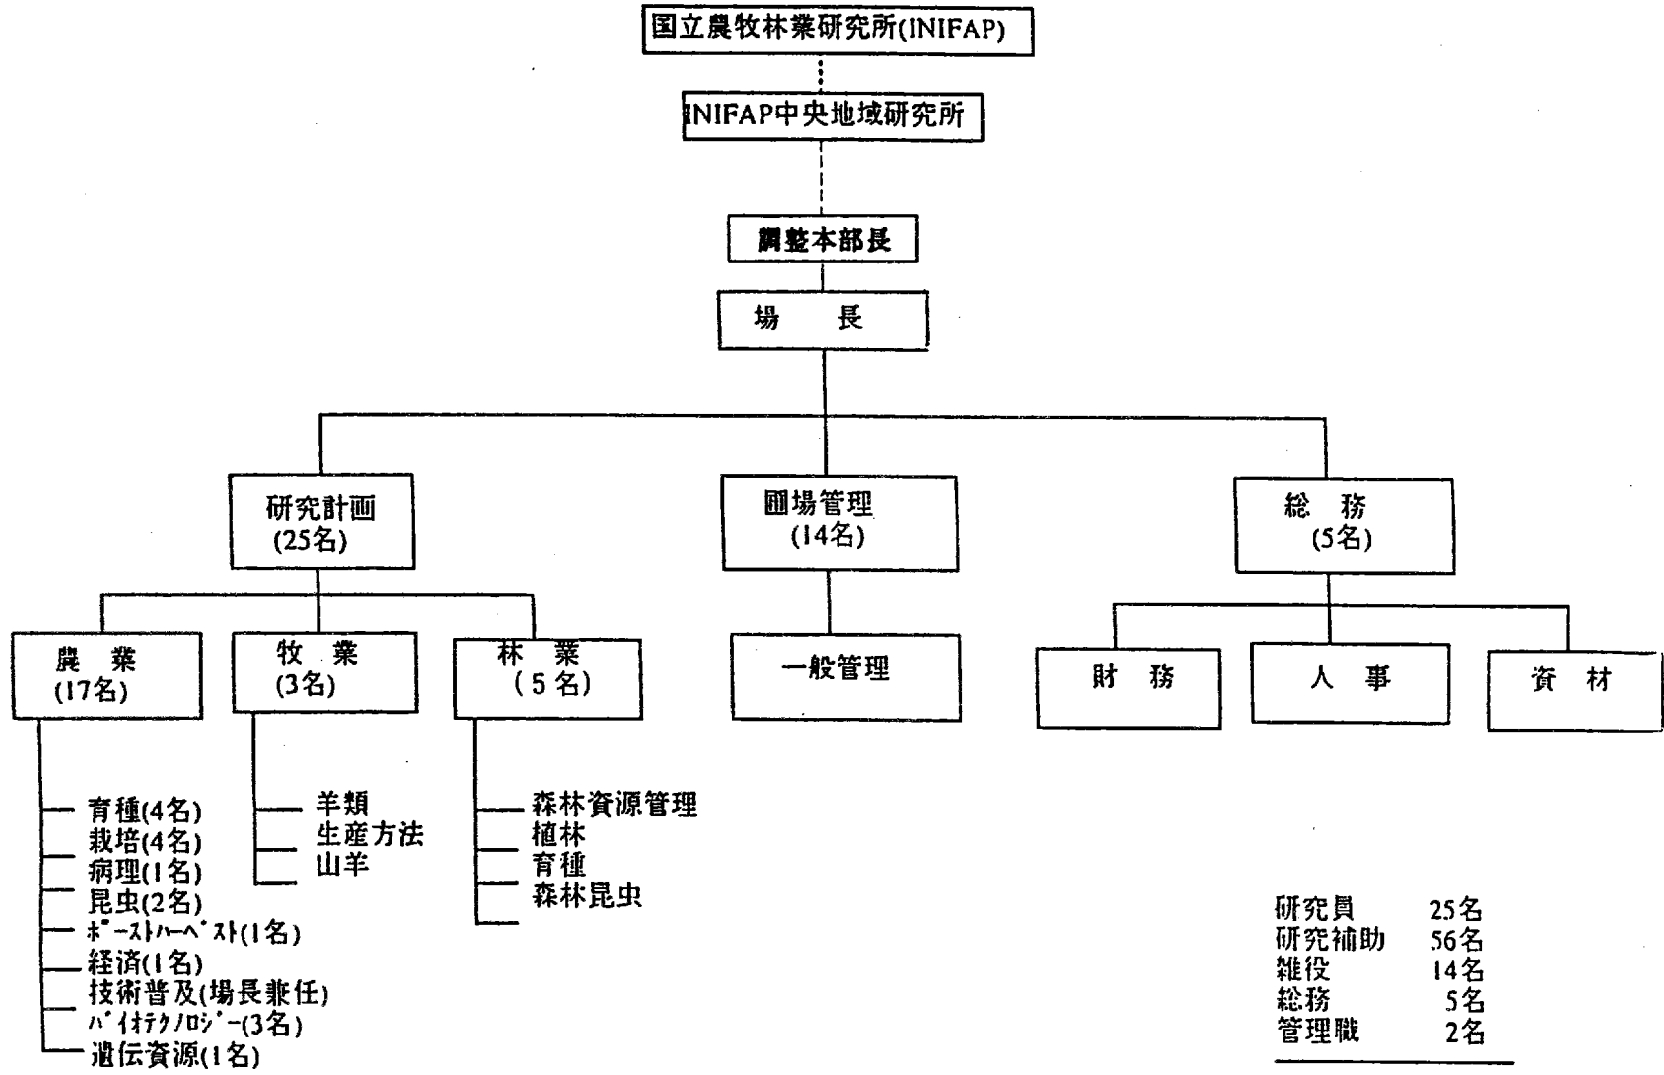 国立農牧林業研究所(INIFAP)
INIFAP中央地域研究所
調整本部長
場　長
研究計画
(25名)
圃場管理
(14名)
総　務
(5名)
農　業
(17名)
牧　業
(3名)
林　業
(5名)
一般管理
財　務
人　事
資　材
育種(4名)
栽培(4名)
病理(1名)
昆虫(2名)
ﾎﾟｰｽﾄﾊｰﾍﾞｽﾄ(1名)
経済(1名)
技術普及(場長兼任)
ﾊﾞｲｵﾃｸﾉﾛｼﾞｰ(3名)
遺伝資源(1名)
羊類
生産方法
山羊
森林資源管理
植林
育種
森林昆虫
研究員　25名
研究補助　56名
雑役　14名
総務　5名
管理職　2名